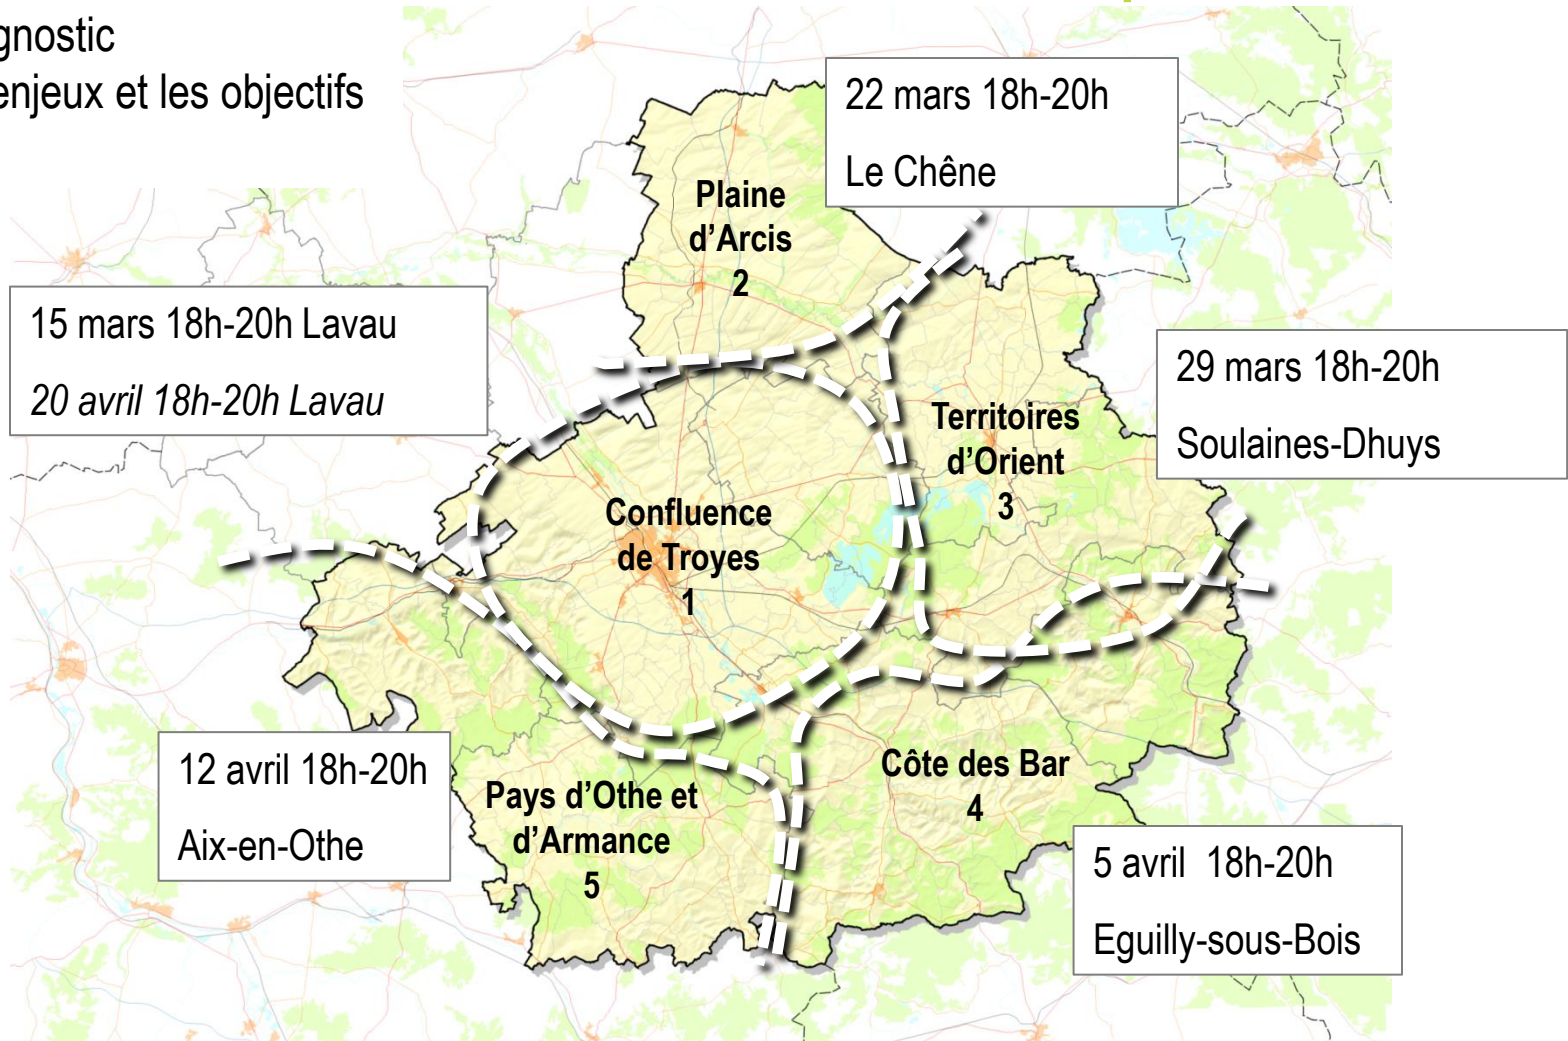 gnostic
enjeux et les objectifs
22 mars 18h-20h
Le Chêne
Plaine
d’Arcis
2
15 mars 18h-20h Lavau
20 avril 18h-20h Lavau
29 mars 18h-20h
Soulaines-Dhuys
Territoires
d’Orient
3
Confluence
de Troyes
1
12 avril 18h-20h
Aix-en-Othe
Pays d’Othe et
d’Armance
5
Côte des Bar
4
5 avril  18h-20h
Eguilly-sous-Bois